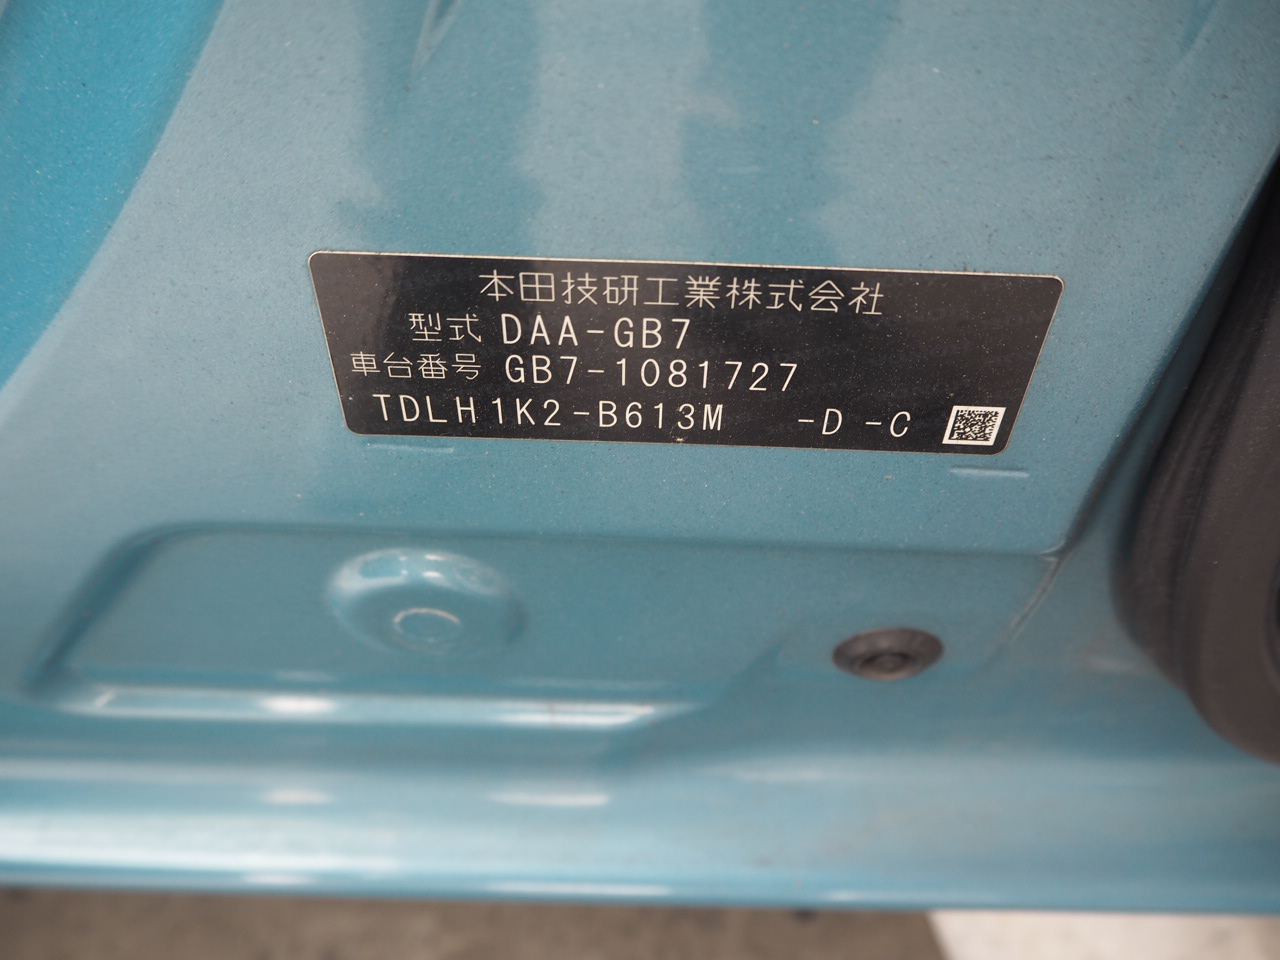 本田技研工業株式会社
型式 DAA-GB7
車台番号 GB7-1081727
TDLH1K2-B613M -D -C